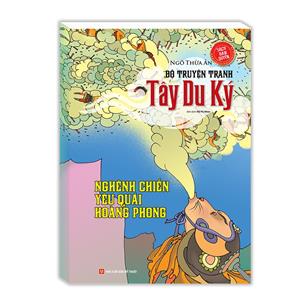 NGÔ THỪA ÂN
BỘ TRUYỆN TRANH
Tây Du Ký
NGHÊNH CHIẾN
YÊU QUÁI
HOÀNG PHONG